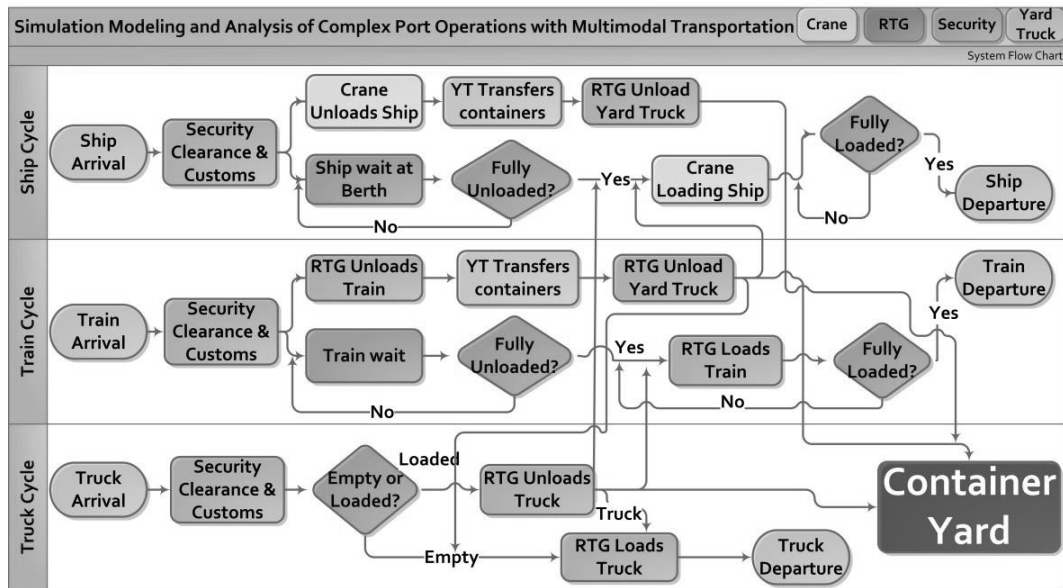 Simulation Modeling and Analysis of Complex Port Operations with Multimodal Transportation
Crane
RTG
Security
Yard
Truck
System Flow Chart
Ship Cycle
Ship
Arrival
Security
Clearance &
Customs
Crane
Unloads Ship
YT Transfers
containers
RTG Unload
Yard Truck
Ship wait at
Berth
Fully
Unloaded?
No
Yes
Crane
Loading Ship
Fully
Loaded?
No
Yes
Ship
Departure
Train Cycle
Train
Arrival
Security
Clearance &
Customs
RTG Unloads
Train
YT Transfers
containers
RTG Unload
Yard Truck
Train wait
Fully
Unloaded?
No
Yes
RTG Loads
Train
Fully
Loaded?
No
Yes
Train
Departure
Truck Cycle
Truck
Arrival
Security
Clearance &
Customs
Empty or
Loaded?
Loaded
RTG Unloads
Truck
Truck
Empty
RTG Loads
Truck
Truck
Departure
Container
Yard